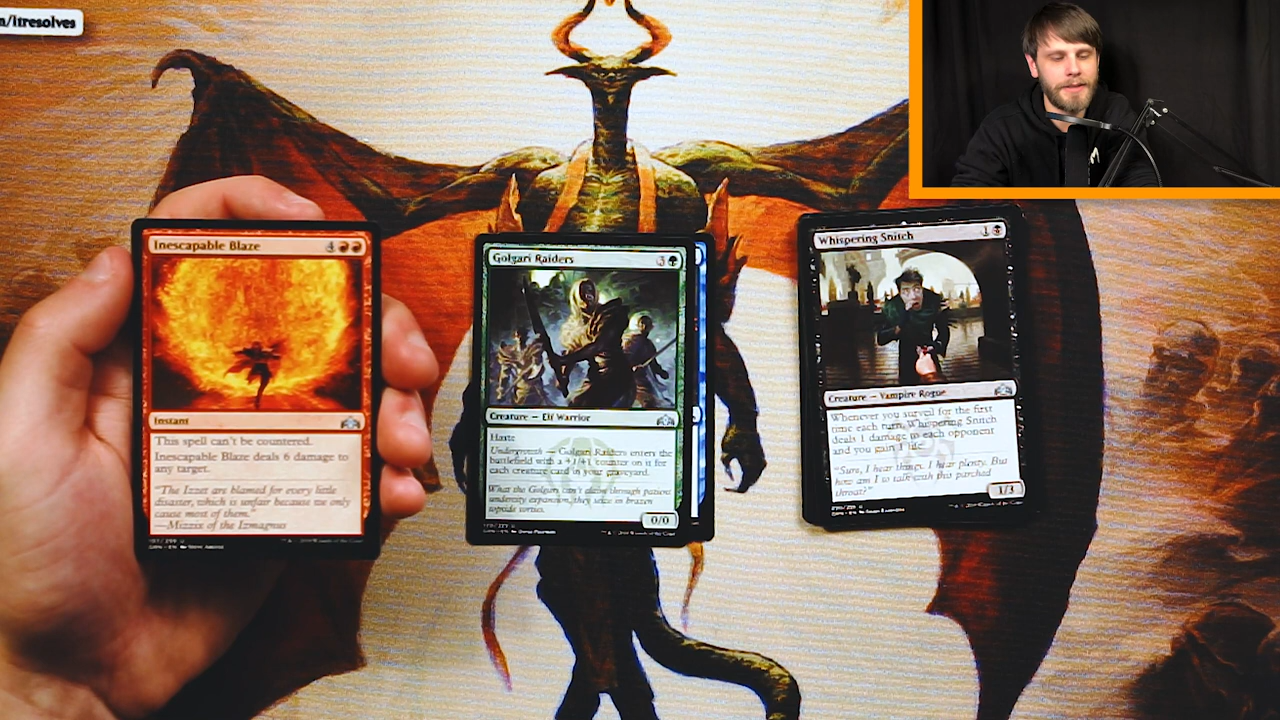 n/itresolves
Inescapable Blaze 4
Instant
This spell can't be countered.
Inescapable Blaze deals 6 damage to
any target.
"The Izzet are blamed for every little
disaster, which is unfair because we only
cause most of them."
—Mizzix of the Izmagnus
Golgari Raiders 3
Creature — Elf Warrior
Haste
Undergrowth — Golgari Raiders enters the
battlefield with a +1/+1 counter on it for
each creature card in your graveyard.
What the Golgari can't claim through patient
undercity expansion, they seize in brazen
topside sorties.
0/0
Whispering Snitch 1
Creature — Vampire Rogue
Whenever you surveil for the first
time each turn, Whispering Snitch
deals 1 damage to each opponent
and you gain 1 life.
"Sure, I hear things. I hear plenty. But
how am I to talk with this parched
throat?"
1/3